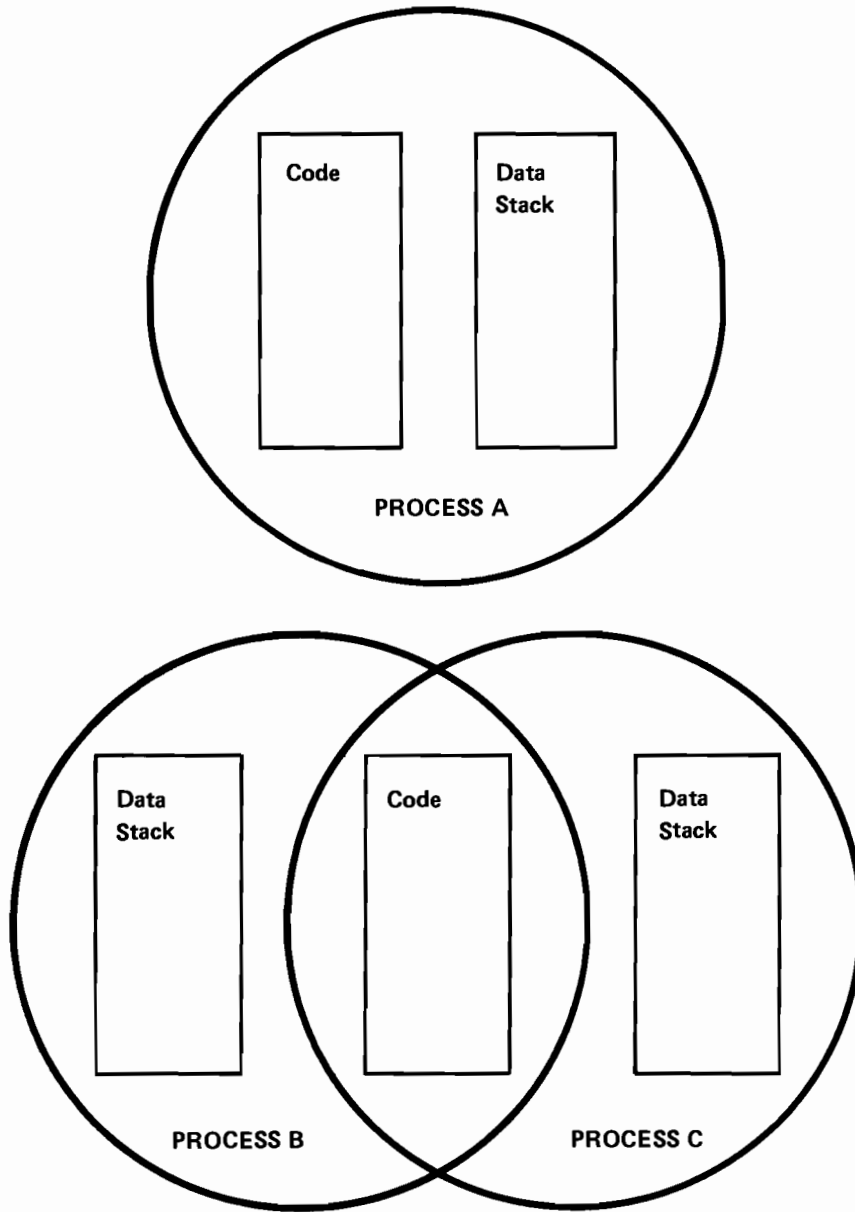 Code
Data
Stack
PROCESS A
Data
Stack
Code
Data
Stack
PROCESS B
PROCESS C